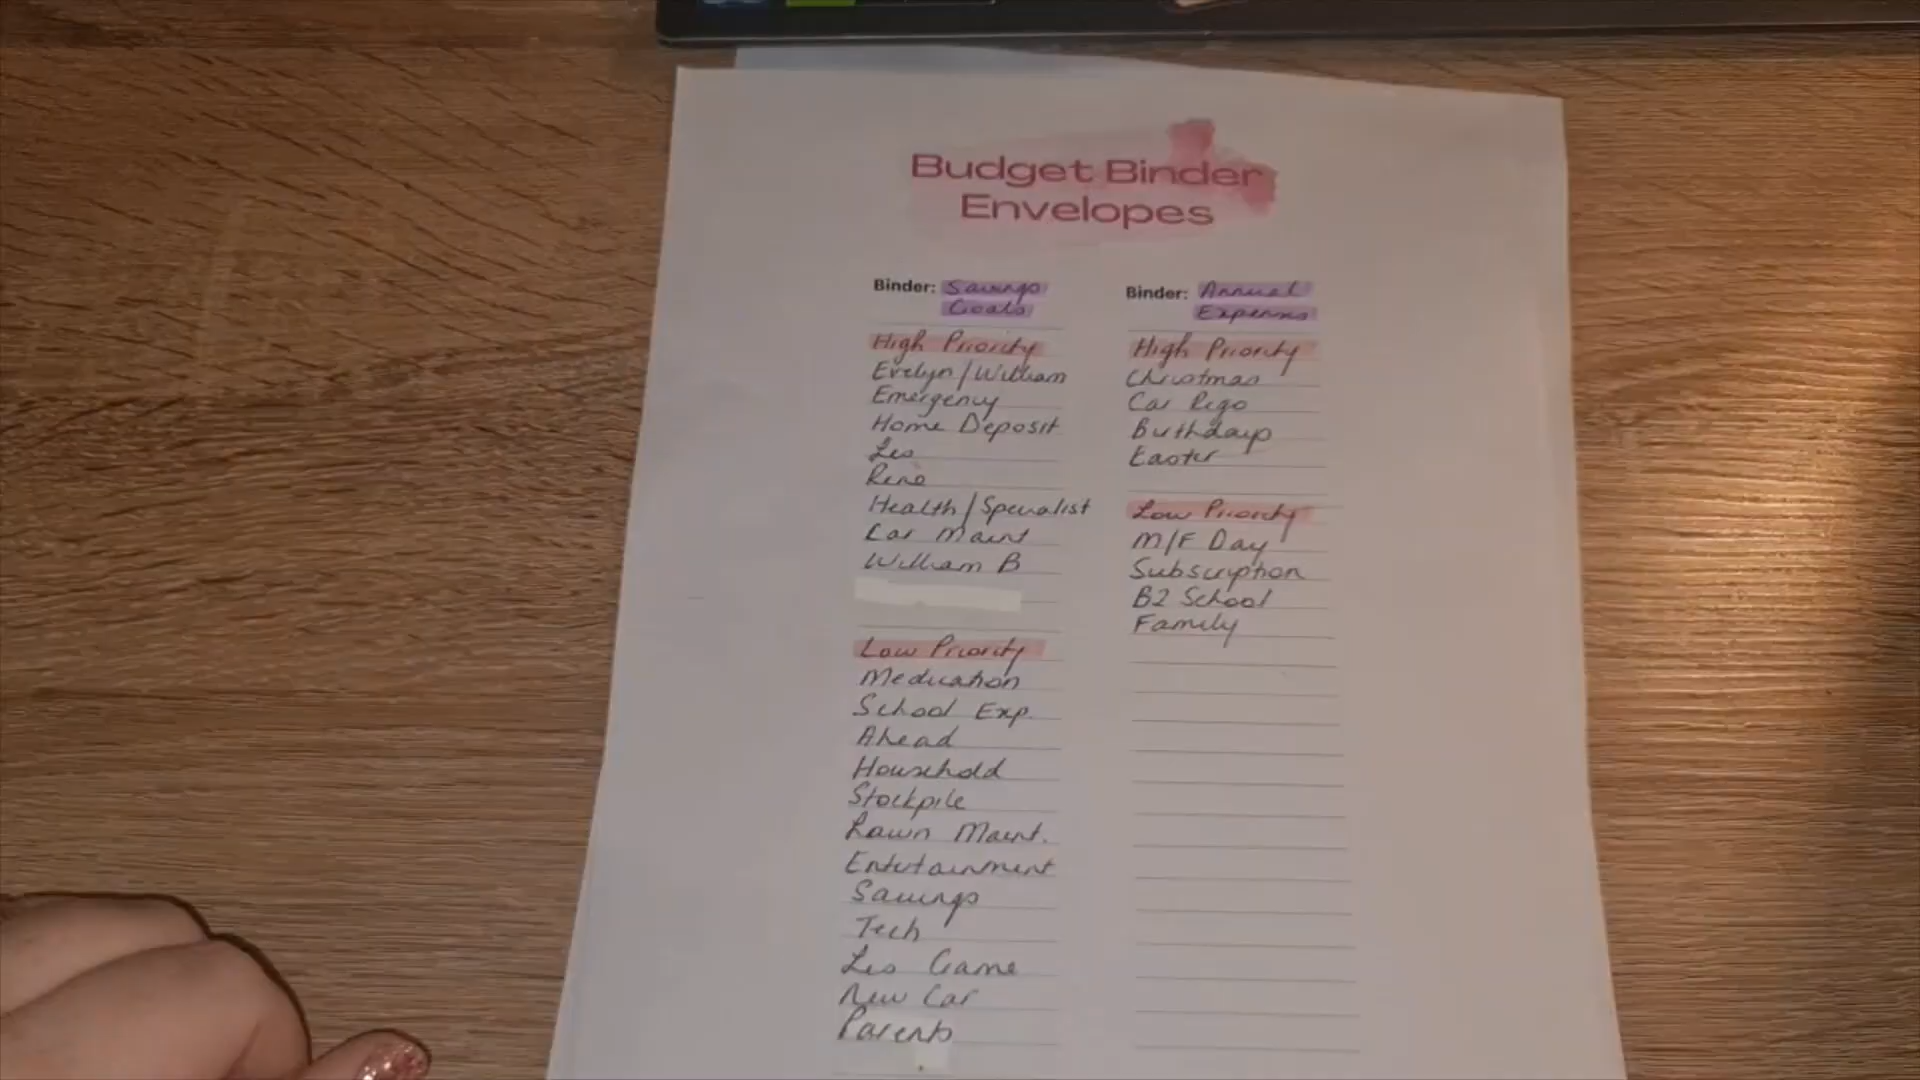 Budget Binder
Envelopes
Binder: Savings
Goals
High Priority
Evelyn/William
Emergency
Home Deposit
Les
Reno
Health/Specialist
Car Maint
William B
Low Priority
Medication
School Exp.
Ahead
Household
Stockpile
Lawn Maint.
Entertainment
Savings
Tech
Les Game
New Car
Parents
Binder: Annual
Expenses
High Priority
Christmas
Car Rego
Birthdays
Easter
Low Priority
M/F Day
Subscription
B2 School
Family